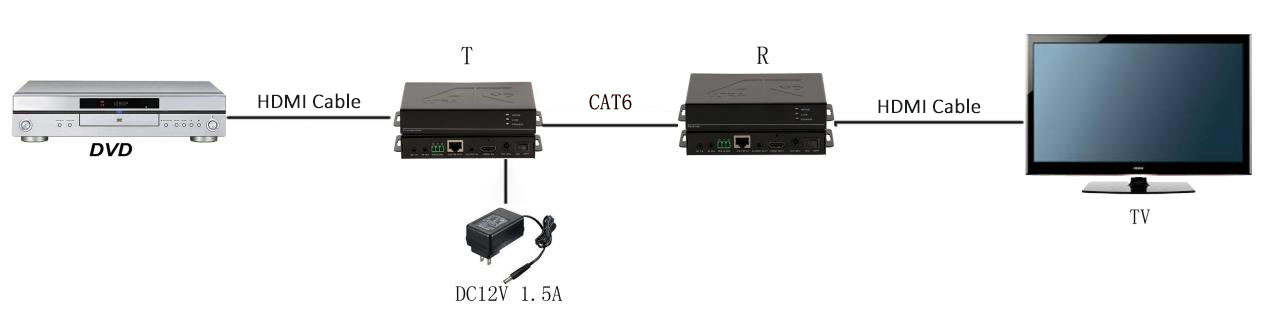 T
R
HDMI Cable
CAT6
HDMI Cable
DVD
TV
DC12V 1.5A